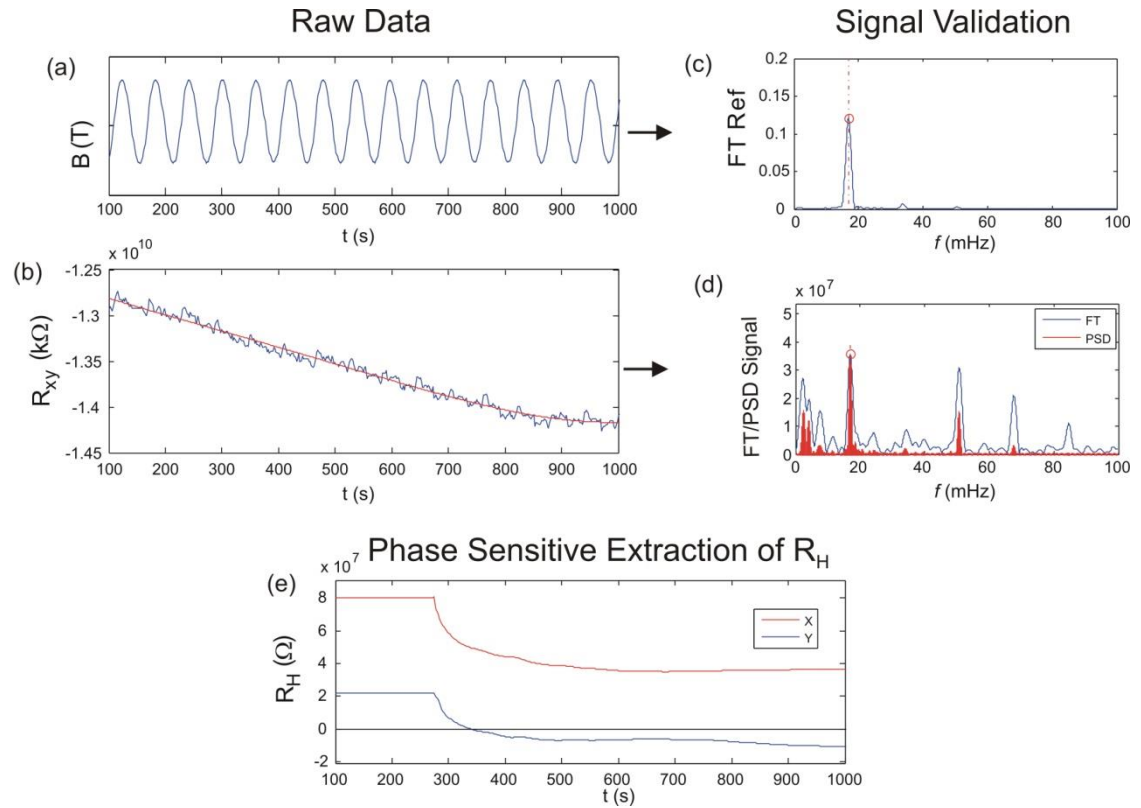 Raw Data
Signal Validation
(a)
B (T)
100 200 300 400 500 600 700 800 900 1000
t (s)
(c)
FT Ref
0.2
0.15
0.1
0.05
0
0 20 40 60 80 100
f (mHz)
(b)
x 10^10
R_xy (kΩ)
-1.25
-1.3
-1.35
-1.4
-1.45
100 200 300 400 500 600 700 800 900 1000
t (s)
(d)
x 10^7
FT/PSD Signal
5
4
3
2
1
0
FT
PSD
0 20 40 60 80 100
f (mHz)
Phase Sensitive Extraction of R_H
(e)
x 10^7
R_H (Ω)
8
6
4
2
0
-2
X
Y
100 200 300 400 500 600 700 800 900 1000
t (s)